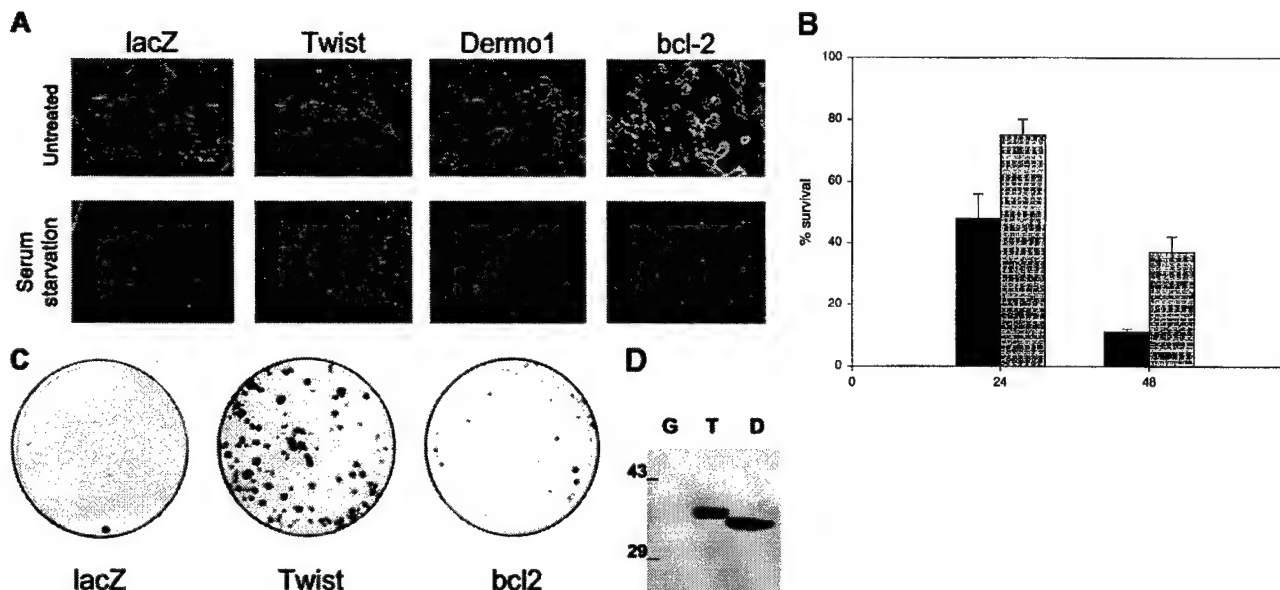 A
lacZ Twist Dermo1 bcl-2
Untreated
Serum
starvation
B
% survival
100
80
60
40
20
0
0 24 48
C
lacZ Twist bcl2
D
G T D
43
29